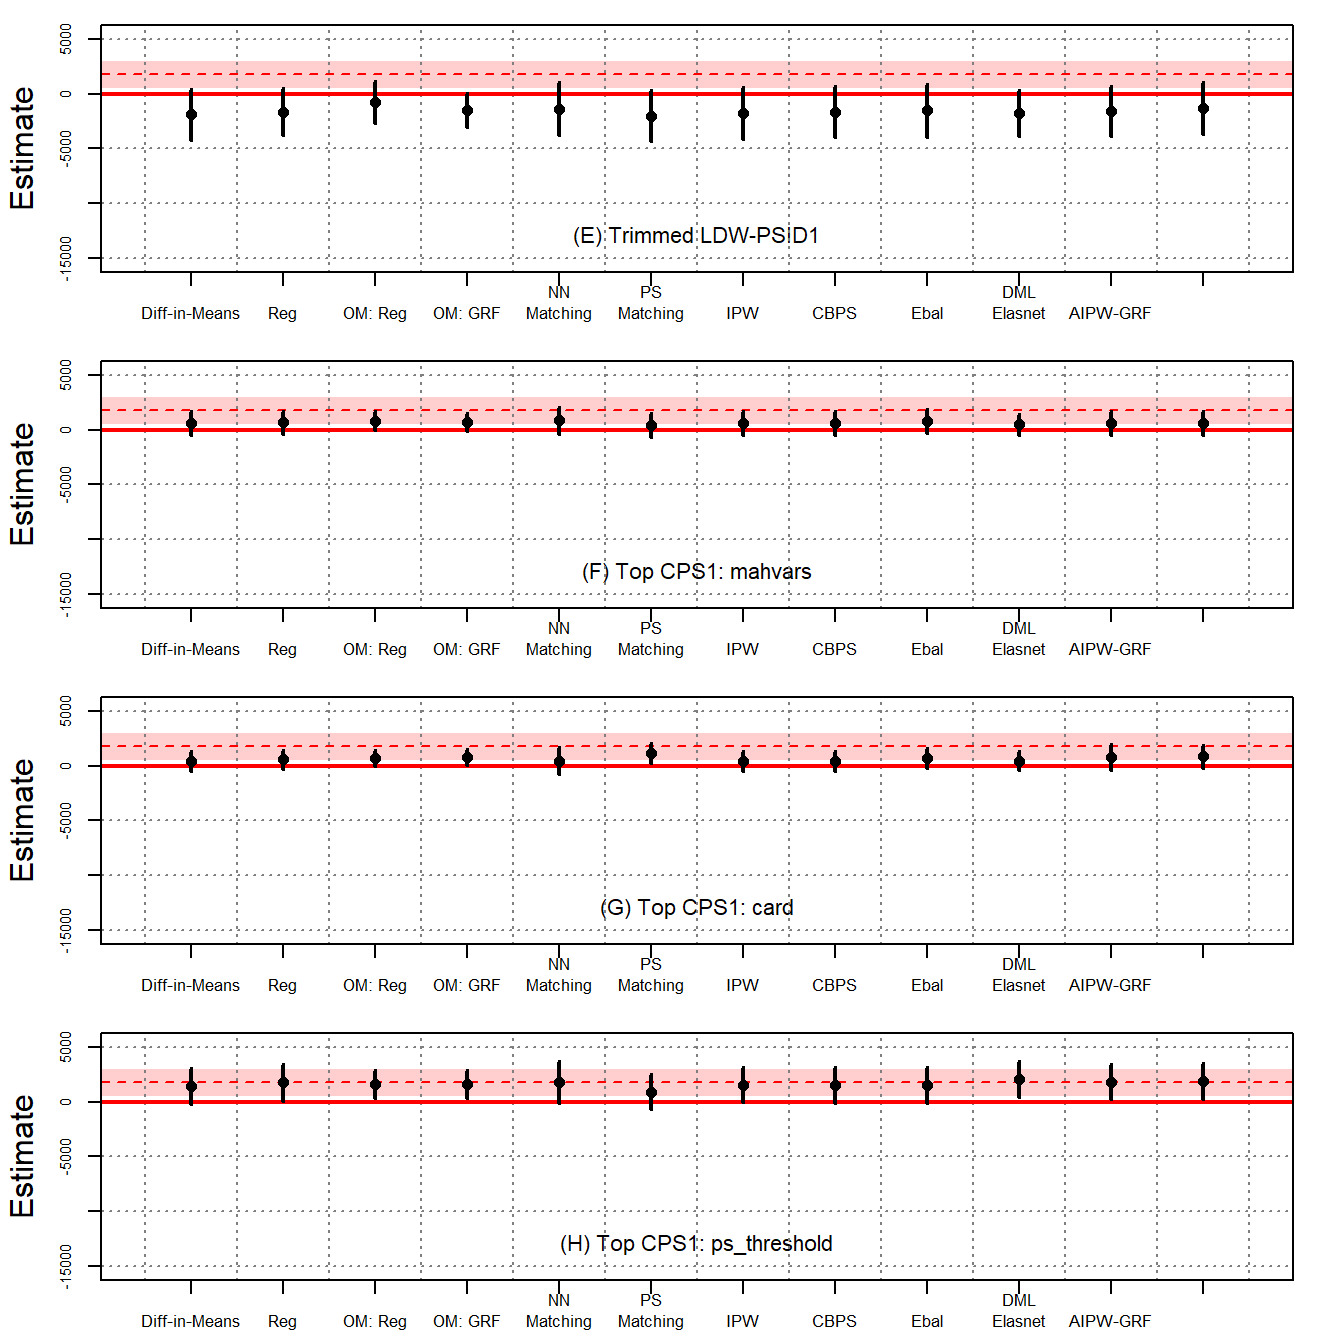 Estimate
5000
0
-5000
-15000
(E) Trimmed LDW-PSID1
NN PS DML
Diff-in-Means Reg OM: Reg OM: GRF Matching Matching IPW CBPS Ebal Elasnet AIPW-GRF
Estimate
5000
0
-5000
-15000
(F) Top CPS1: mahvars
NN PS DML
Diff-in-Means Reg OM: Reg OM: GRF Matching Matching IPW CBPS Ebal Elasnet AIPW-GRF
Estimate
5000
0
-5000
-15000
(G) Top CPS1: card
NN PS DML
Diff-in-Means Reg OM: Reg OM: GRF Matching Matching IPW CBPS Ebal Elasnet AIPW-GRF
Estimate
5000
0
-5000
-15000
(H) Top CPS1: ps_threshold
NN PS DML
Diff-in-Means Reg OM: Reg OM: GRF Matching Matching IPW CBPS Ebal Elasnet AIPW-GRF